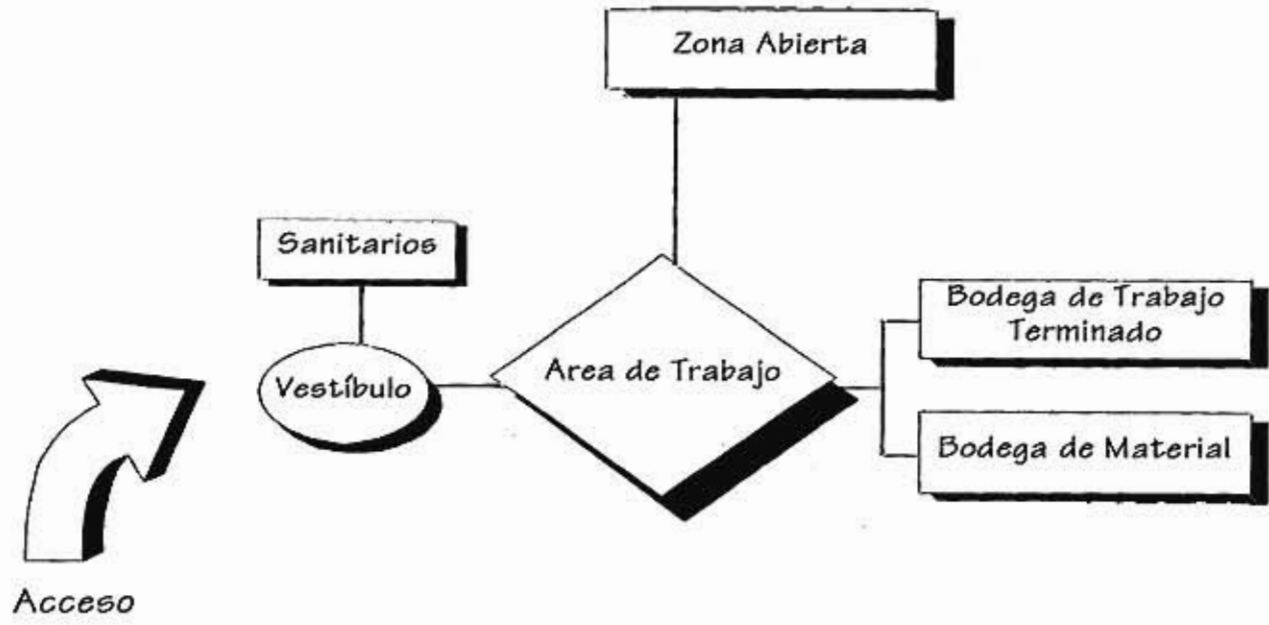 Zona Abierta
Sanitarios
Bodega de Trabajo
Terminado
Area de Trabajo
Vestíbulo
Bodega de Material
Acceso